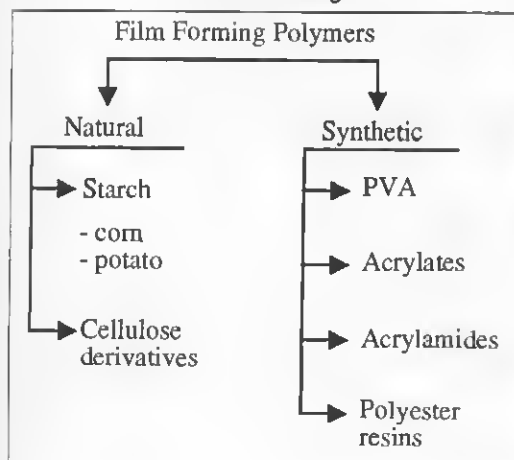 Film Forming Polymers
Natural
Starch
- corn
- potato
Cellulose
derivatives
Synthetic
PVA
Acrylates
Acrylamides
Polyester
resins